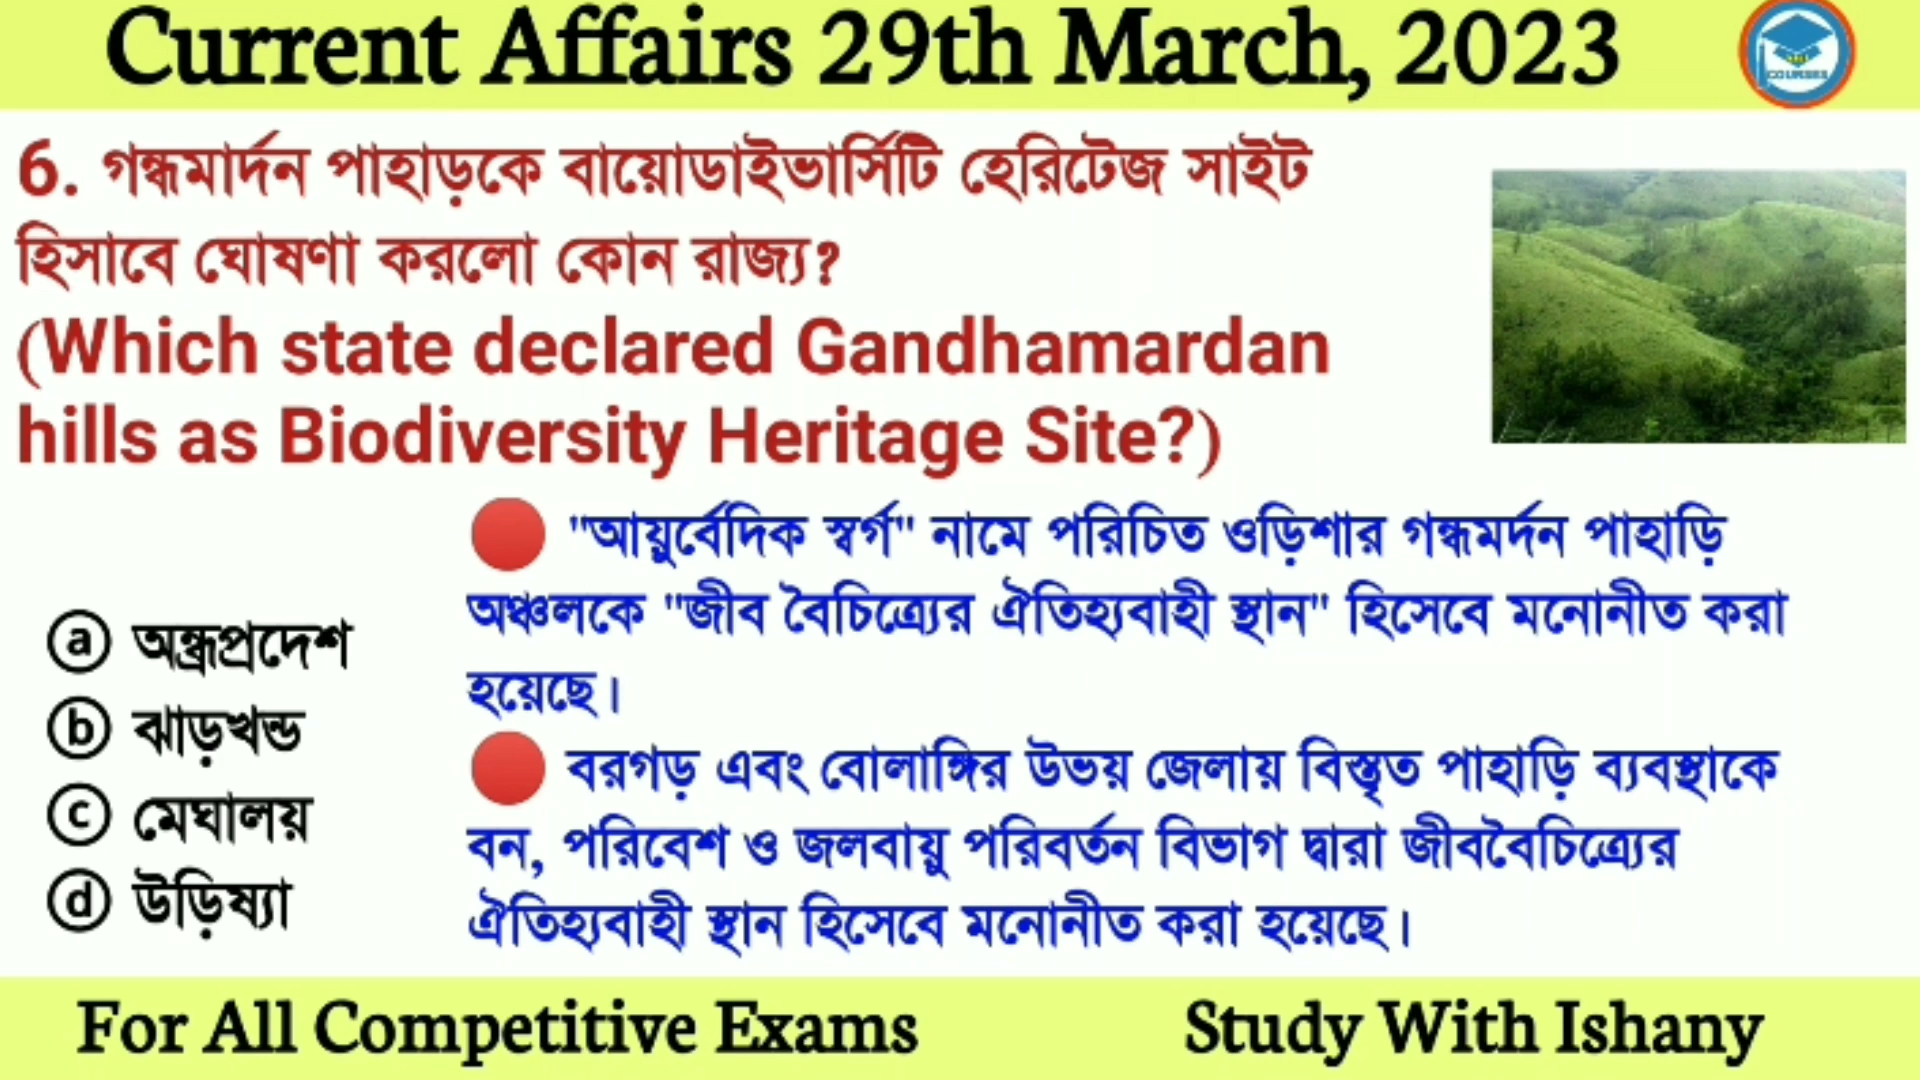 Current Affairs 29th March, 2023
COURSES
6. গন্ধমার্দন পাহাড়কে বায়োডাইভার্সিটি হেরিটেজ সাইট
হিসাবে ঘোষণা করলো কোন রাজ্য?
(Which state declared Gandhamardan
hills as Biodiversity Heritage Site?)
"আয়ুর্বেদিক স্বর্গ" নামে পরিচিত ওড়িশার গন্ধমর্দন পাহাড়ি
অঞ্চলকে "জীব বৈচিত্র্যের ঐতিহ্যবাহী স্থান" হিসেবে মনোনীত করা
হয়েছে।
বরগড় এবং বোলাঙ্গির উভয় জেলায় বিস্তৃত পাহাড়ি ব্যবস্থাকে
বন, পরিবেশ ও জলবায়ু পরিবর্তন বিভাগ দ্বারা জীববৈচিত্র্যের
ঐতিহ্যবাহী স্থান হিসেবে মনোনীত করা হয়েছে।
ⓐ অন্ধ্রপ্রদেশ
ⓑ ঝাড়খন্ড
ⓒ মেঘালয়
ⓓ উড়িষ্যা
For All Competitive Exams
Study With Ishany